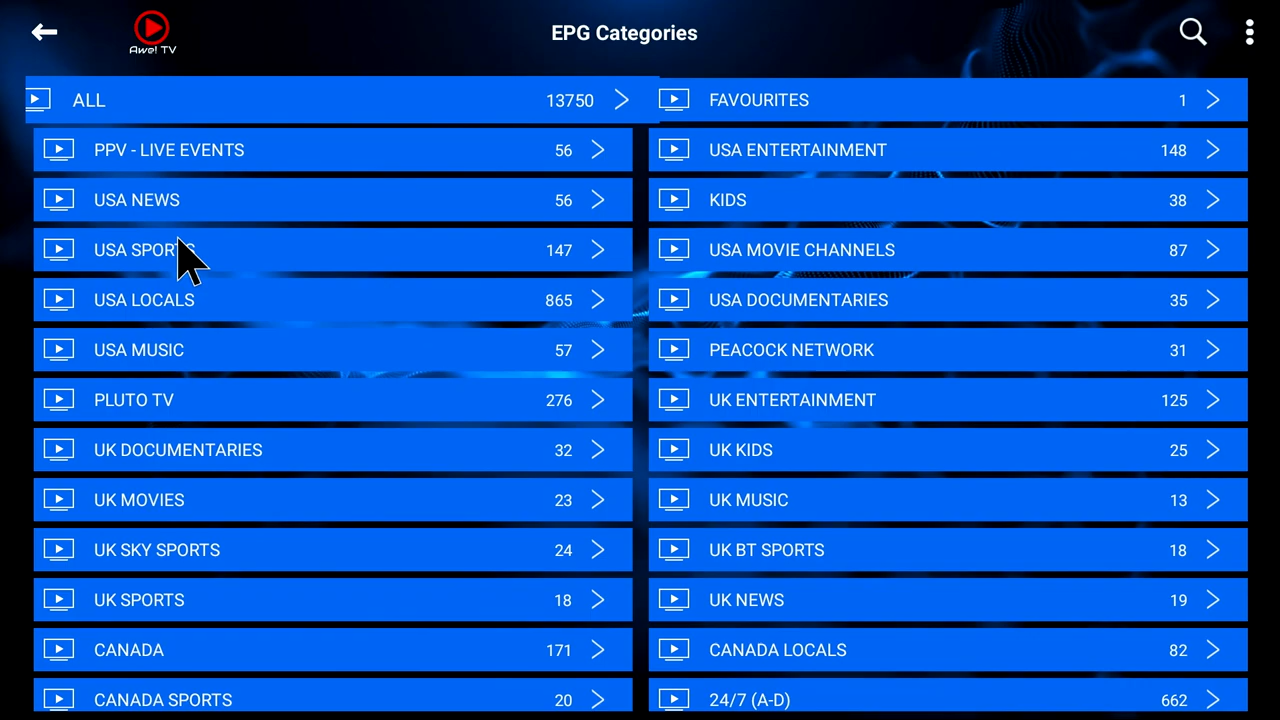 Awe! TV
EPG Categories
ALL 13750
FAVOURITES 1
PPV - LIVE EVENTS 56
USA ENTERTAINMENT 148
USA NEWS 56
KIDS 38
USA SPORTS 147
USA MOVIE CHANNELS 87
USA LOCALS 865
USA DOCUMENTARIES 35
USA MUSIC 57
PEACOCK NETWORK 31
PLUTO TV 276
UK ENTERTAINMENT 125
UK DOCUMENTARIES 32
UK KIDS 25
UK MOVIES 23
UK MUSIC 13
UK SKY SPORTS 24
UK BT SPORTS 18
UK SPORTS 18
UK NEWS 19
CANADA 171
CANADA LOCALS 82
CANADA SPORTS 20
24/7 (A-D) 662